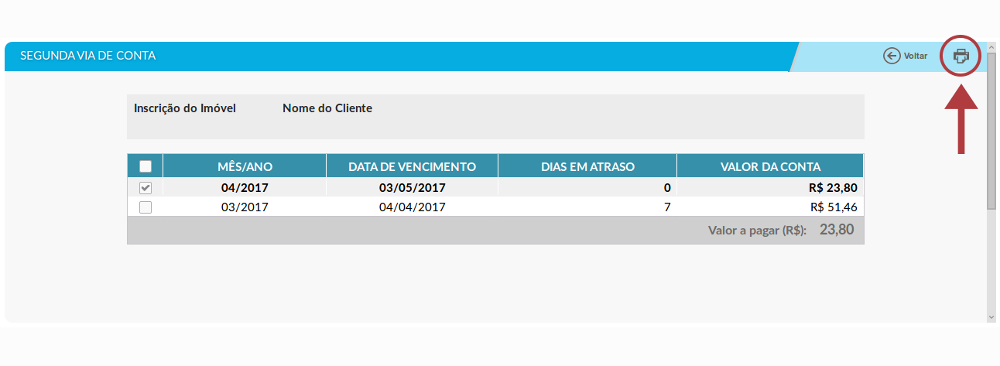 SEGUNDA VIA DE CONTA Voltar
Inscrição do Imóvel Nome do Cliente
MÊS/ANO DATA DE VENCIMENTO DIAS EM ATRASO VALOR DA CONTA
04/2017 03/05/2017 0 R$ 23,80
03/2017 04/04/2017 7 R$ 51,46
Valor a pagar (R$): 23,80